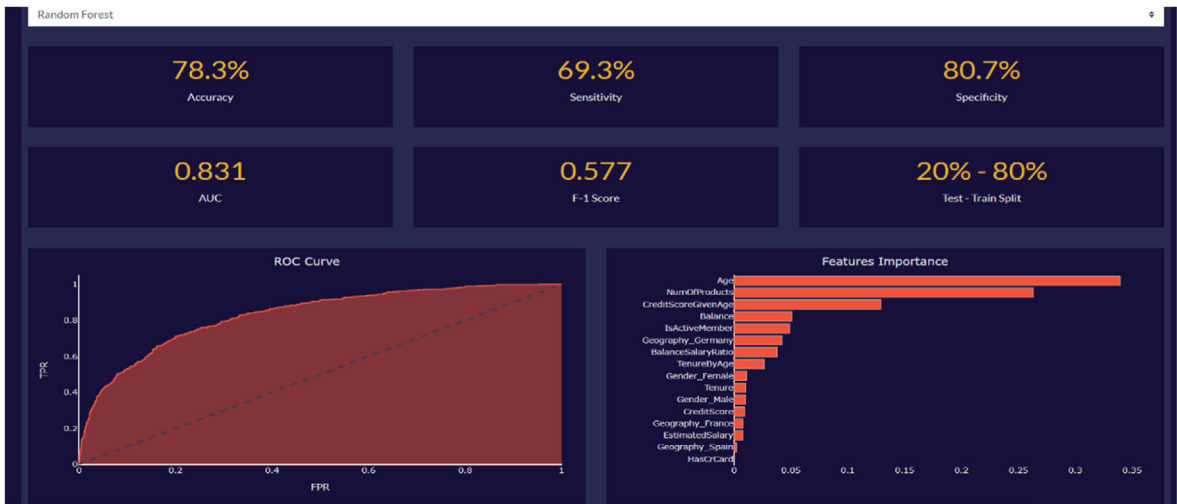 Random Forest
78.3%
Accuracy
69.3%
Sensitivity
80.7%
Specificity
0.831
AUC
0.577
F-1 Score
20% - 80%
Test - Train Split
ROC Curve
1
0.8
0.6
0.4
0.2
0
TPR
0
0.2
0.4
0.6
0.8
1
FPR
Features Importance
Age
NumOfProducts
CreditScoreGivenAge
Balance
IsActiveMember
Geography_Germany
BalanceSalaryRatio
TenureByAge
Gender_Female
Tenure
Gender_Male
CreditScore
Geography_France
EstimatedSalary
Geography_Spain
HasCrCard
0
0.05
0.1
0.15
0.2
0.25
0.3
0.35